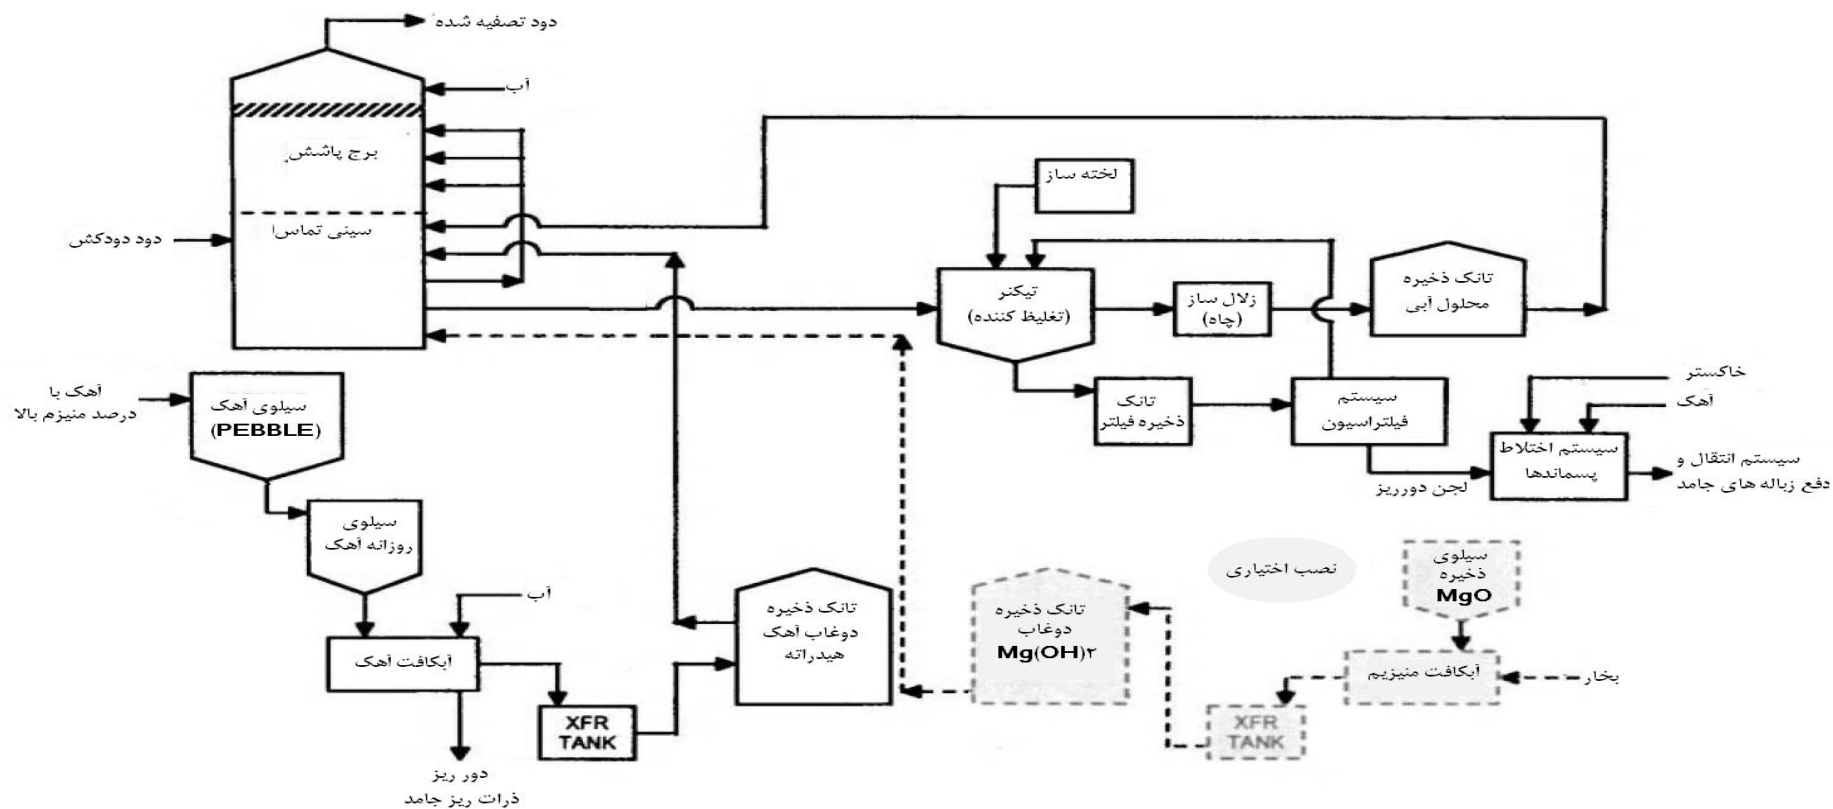 دود تصفیه شده
آب
برج پاشش
سینی تماس
دود دودکش
لخته ساز
تیکنر
(تغلیظ کننده)
زلال ساز
(چاه)
تانک ذخیره
محلول آبی
آهک با
درصد منیزم بالا
سیلوی آهک
(PEBBLE)
تانک
ذخیره فیلتر
سیستم
فیلتراسیون
خاکستر
آهک
سیستم اختلاط
پسماندها
سیستم انتقال و
دفع زباله های جامد
لجن دورریز
سیلوی
روزانه آهک
آب
آبکافت آهک
دور ریز
ذرات ریز جامد
XFR
TANK
تانک ذخیره
دوغاب آهک
هیدراته
تانک ذخیره
دوغاب
Mg(OH)۲
نصب اختیاری
سیلوی
ذخیره
MgO
آبکافت منیزیم
بخار
XFR
TANK